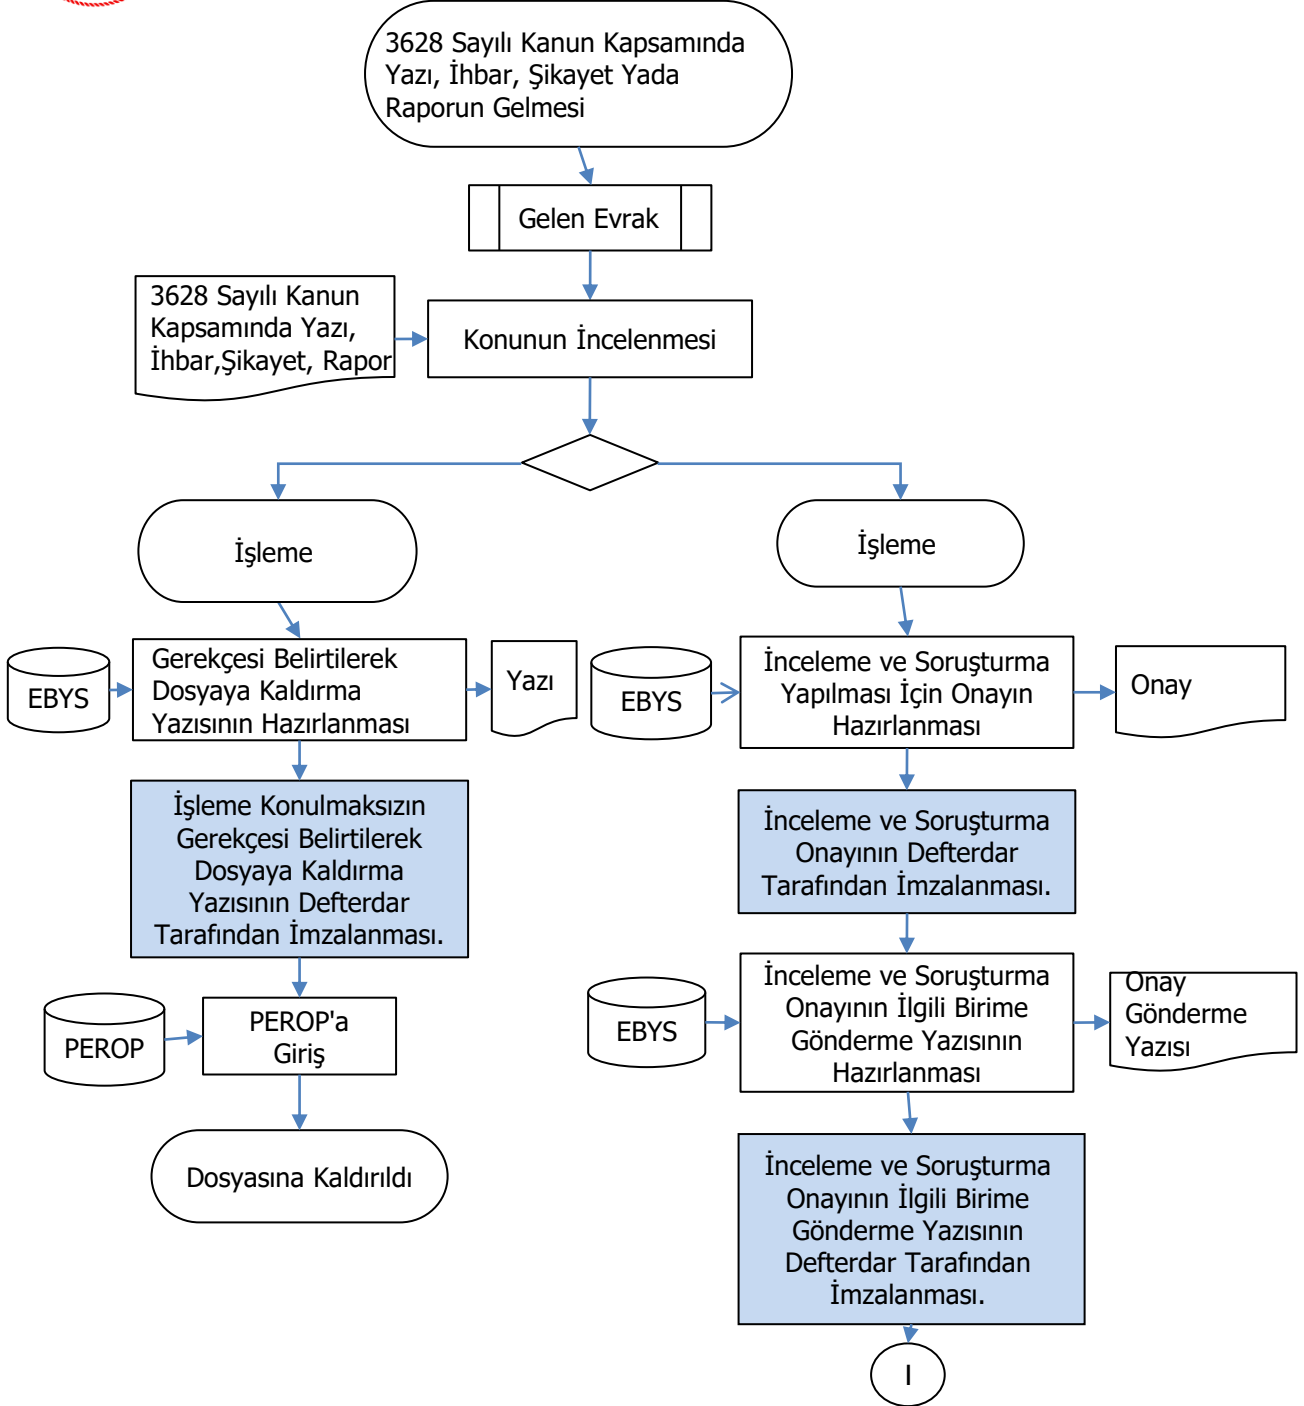 3628 Sayılı Kanun Kapsamında
Yazı, İhbar, Şikayet Yada
Raporun Gelmesi
Gelen Evrak
3628 Sayılı Kanun
Kapsamında Yazı,
İhbar,Şikayet, Rapor
Konunun İncelenmesi
İşleme
İşleme
EBYS
Gerekçesi Belirtilerek
Dosyaya Kaldırma
Yazısının Hazırlanması
Yazı
EBYS
İnceleme ve Soruşturma
Yapılması İçin Onayın
Hazırlanması
Onay
İşleme Konulmaksızın
Gerekçesi Belirtilerek
Dosyaya Kaldırma
Yazısının Defterdar
Tarafından İmzalanması.
İnceleme ve Soruşturma
Onayının Defterdar
Tarafından İmzalanması.
PEROP
PEROP'a
Giriş
EBYS
İnceleme ve Soruşturma
Onayının İlgili Birime
Gönderme Yazısının
Hazırlanması
Onay
Gönderme
Yazısı
Dosyasına Kaldırıldı
İnceleme ve Soruşturma
Onayının İlgili Birime
Gönderme Yazısının
Defterdar Tarafından
İmzalanması.
I